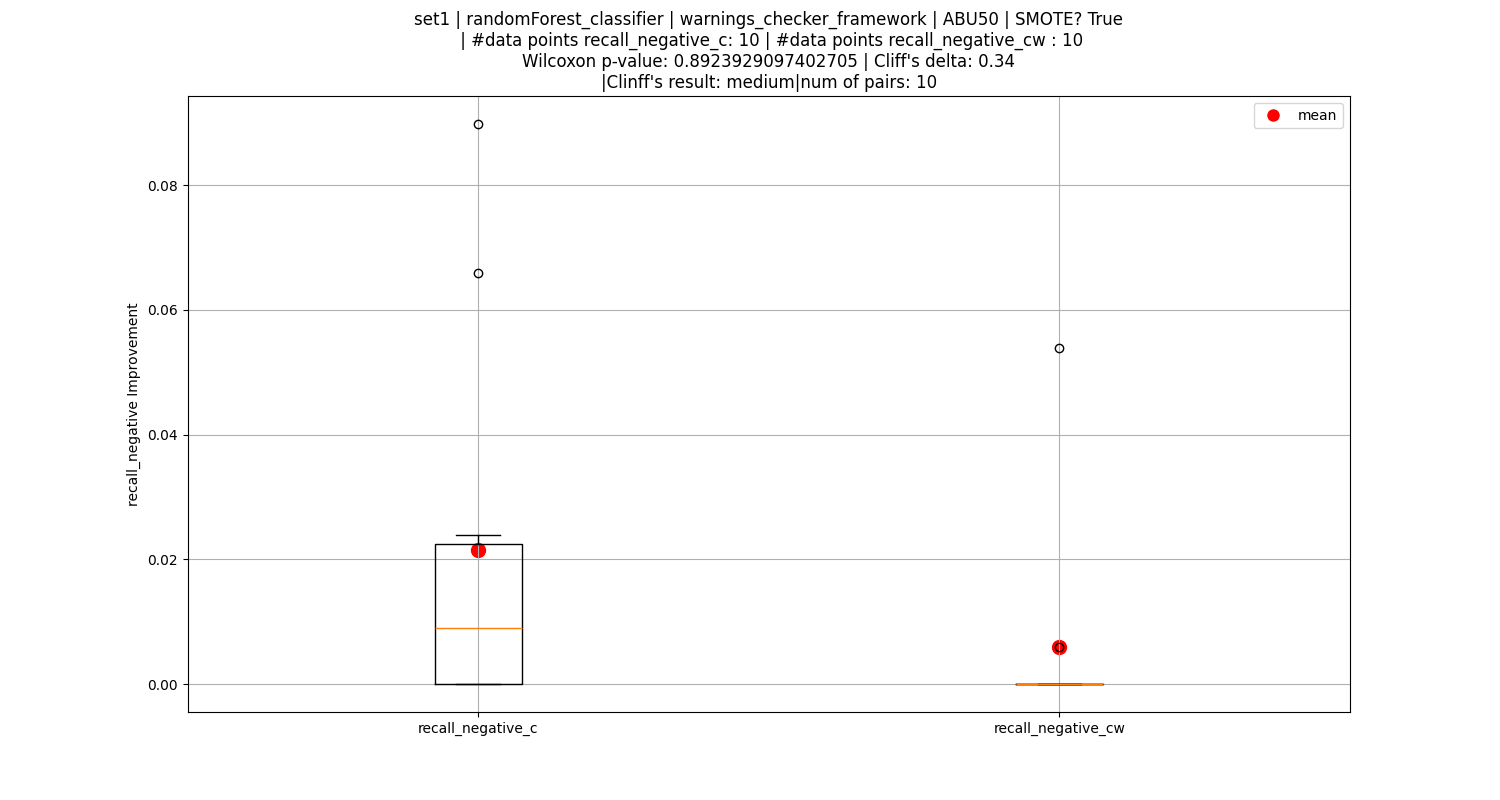 set1 | randomForest_classifier | warnings_checker_framework | ABU50 | SMOTE? True
| #data points recall_negative_c: 10 | #data points recall_negative_cw : 10
Wilcoxon p-value: 0.8923929097402705 | Cliff's delta: 0.34
|Clinff's result: medium|num of pairs: 10
mean
0.08
0.06
0.04
0.02
0.00
recall_negative Improvement
recall_negative_c
recall_negative_cw